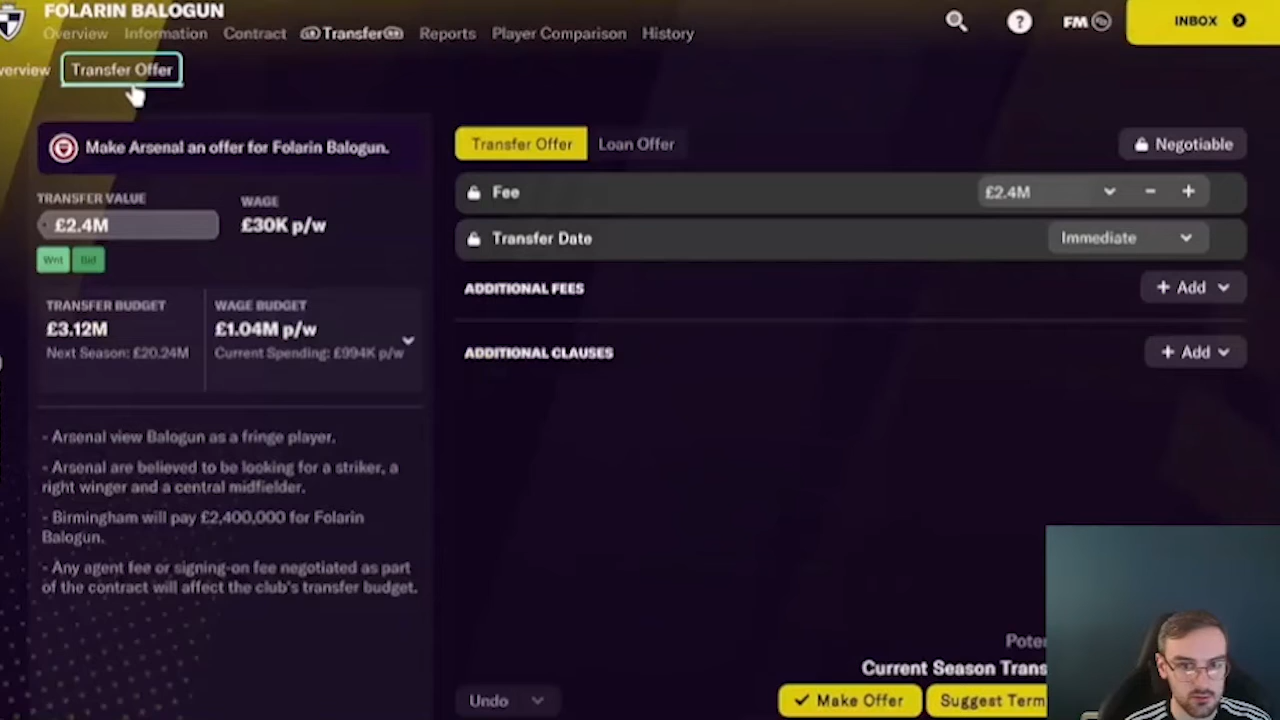 FOLARIN BALOGUN
Overview Information Contract Transfer Reports Player Comparison History
FM
INBOX
verview Transfer Offer
Make Arsenal an offer for Folarin Balogun.
Transfer Offer Loan Offer
Negotiable
TRANSFER VALUE
WAGE
£2.4M
£30K p/w
Wnt Bid
Fee
£2.4M
Transfer Date
Immediate
ADDITIONAL FEES
+ Add
TRANSFER BUDGET
WAGE BUDGET
£3.12M
£1.04M p/w
Next Season: £20.24M
Current Spending: £994K p/w
ADDITIONAL CLAUSES
+ Add
- Arsenal view Balogun as a fringe player.
- Arsenal are believed to be looking for a striker, a
right winger and a central midfielder.
- Birmingham will pay £2,400,000 for Folarin
Balogun.
- Any agent fee or signing-on fee negotiated as part
of the contract will affect the club's transfer budget.
Poten
Current Season Trans
Undo
Make Offer
Suggest Term